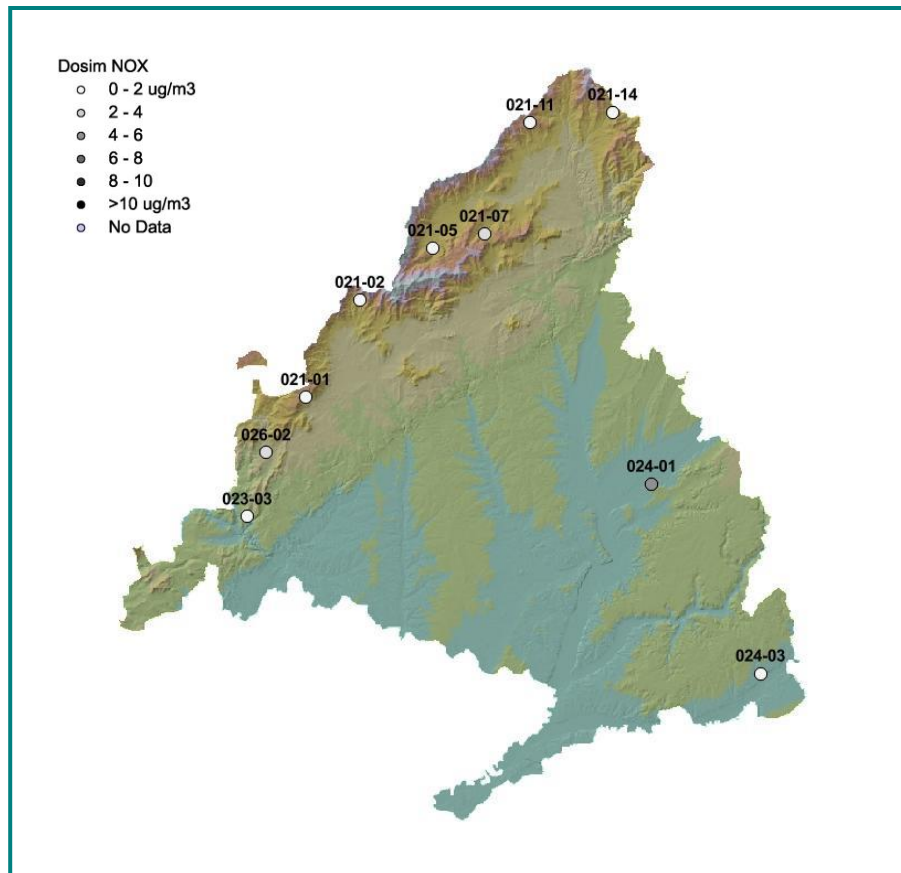 Dosim NOX
0 - 2 ug/m3
2 - 4
4 - 6
6 - 8
8 - 10
>10 ug/m3
No Data
021-14
021-11
021-07
021-05
021-02
021-01
026-02
024-01
023-03
024-03